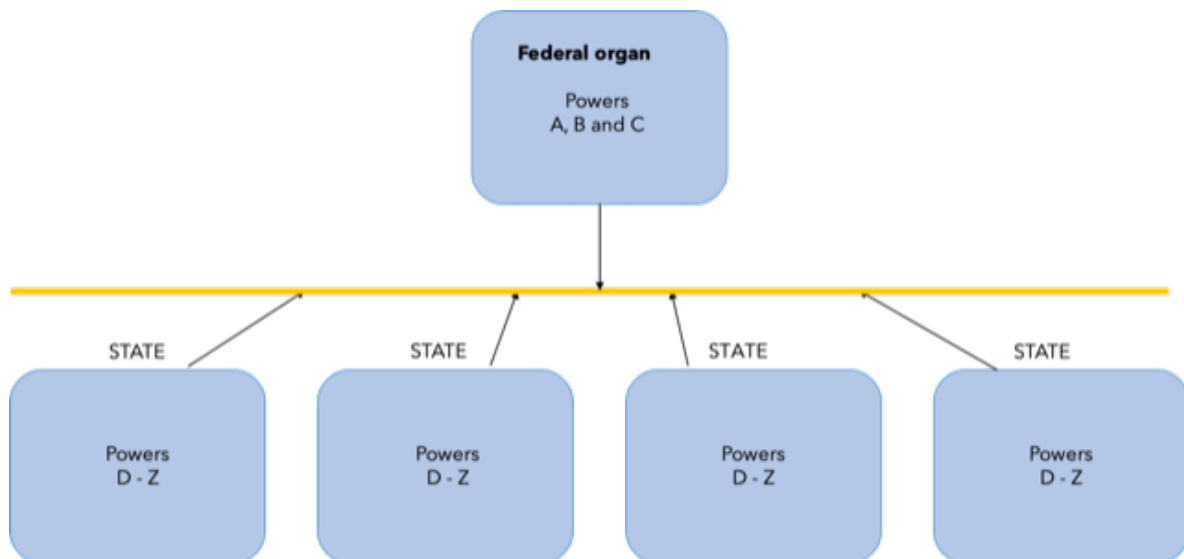 Federal organ
Powers
A, B and C
STATE
STATE
STATE
STATE
Powers
D - Z
Powers
D - Z
Powers
D - Z
Powers
D - Z